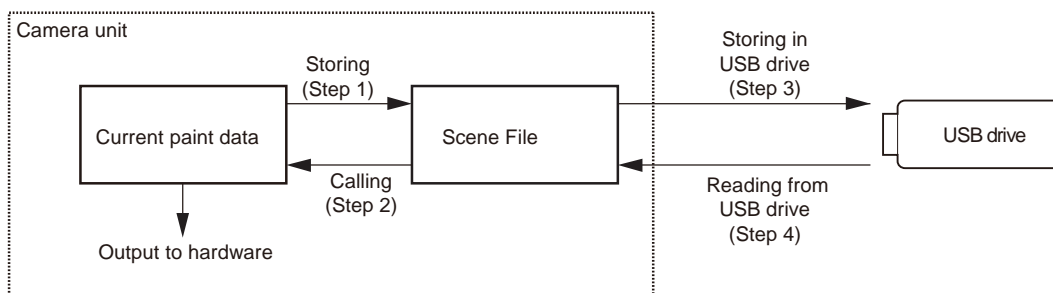 Camera unit
Storing
(Step 1)
Storing in
USB drive
(Step 3)
Current paint data
Scene File
USB drive
Calling
(Step 2)
Reading from
USB drive
(Step 4)
Output to hardware